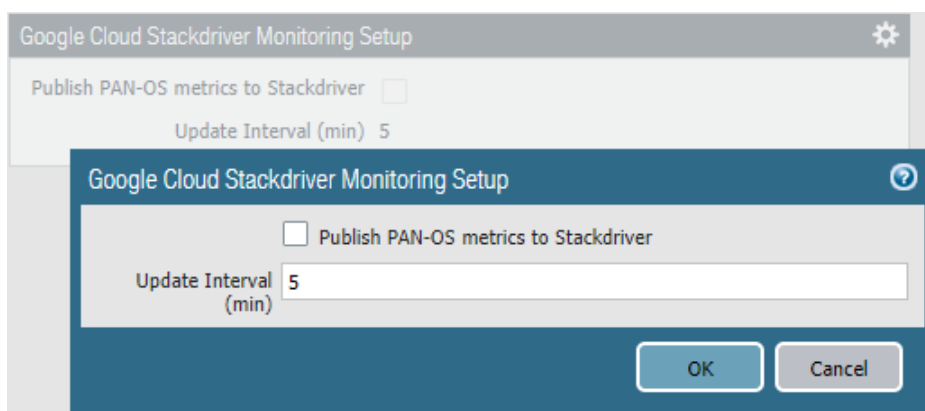 Google Cloud Stackdriver Monitoring Setup
Publish PAN-OS metrics to Stackdriver
Update Interval (min) 5
Google Cloud Stackdriver Monitoring Setup
Publish PAN-OS metrics to Stackdriver
Update Interval 5
(min)
OK Cancel